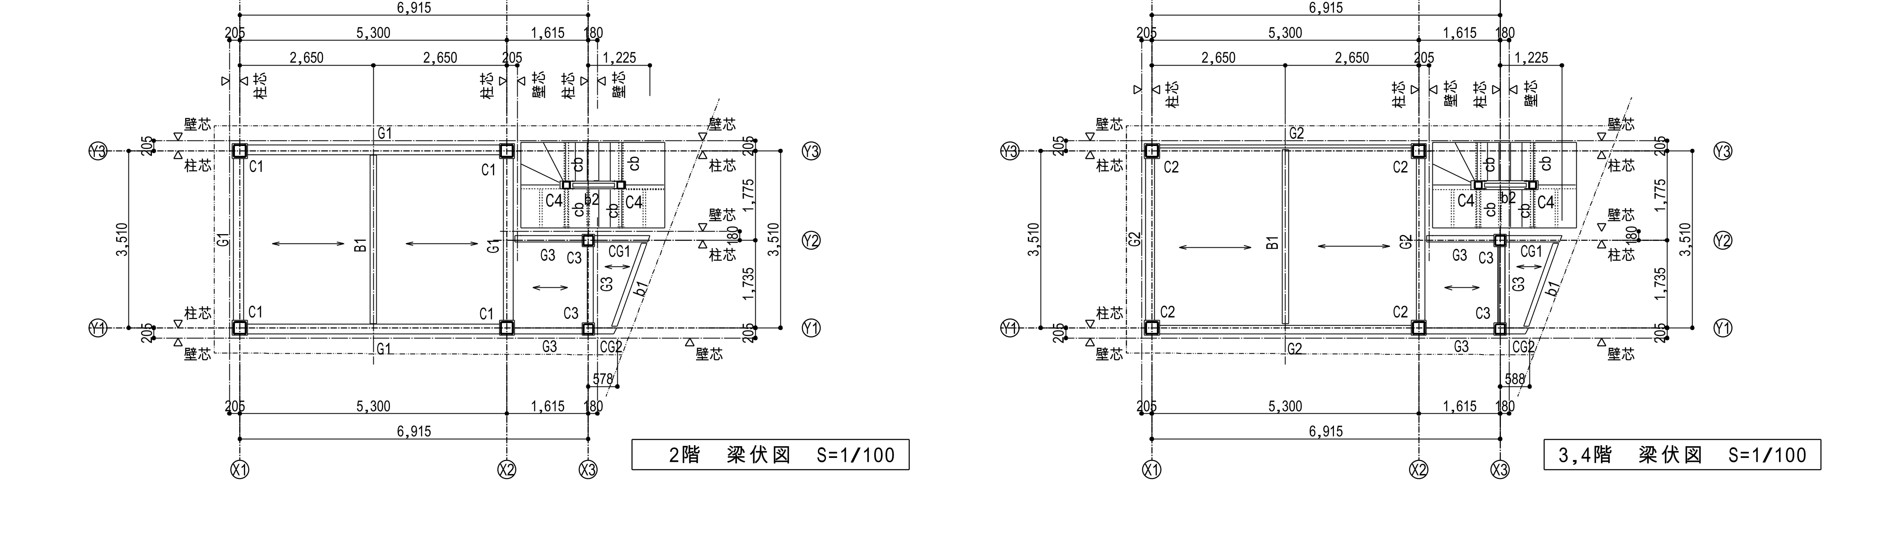 6,915
205 5,300 1,615 180
2,650 2,650 205 1,225
柱芯 柱芯 壁芯 柱芯 壁芯
壁芯 G1 壁芯
Y3 205 柱芯 C1 C1 cb cb 柱芯 205 Y3
C4 b2 C4 1,775
cb cb 壁芯
3,510 G1 B1 G1 180 Y2 3,510
G3 C3 CG1 柱芯
G3 b1 1,735
柱芯 C1 C1 C3
Y1 205 壁芯 G1 G3 CG2 壁芯 205 Y1
578
205 5,300 1,615 180
6,915
X1 X2 X3
2階 梁伏図 S=1/100
6,915
205 5,300 1,615 180
2,650 2,650 205 1,225
柱芯 柱芯 壁芯 柱芯 壁芯
壁芯 G2 壁芯
Y3 205 柱芯 C2 C2 cb cb 柱芯 205 Y3
C4 b2 C4 1,775
cb cb 壁芯
3,510 G2 B1 G2 180 Y2 3,510
G3 C3 CG1 柱芯
G3 b1 1,735
柱芯 C2 C2 C3
Y1 205 壁芯 G2 G3 CG2 壁芯 205 Y1
588
205 5,300 1,615 180
6,915
X1 X2 X3
3,4階 梁伏図 S=1/100